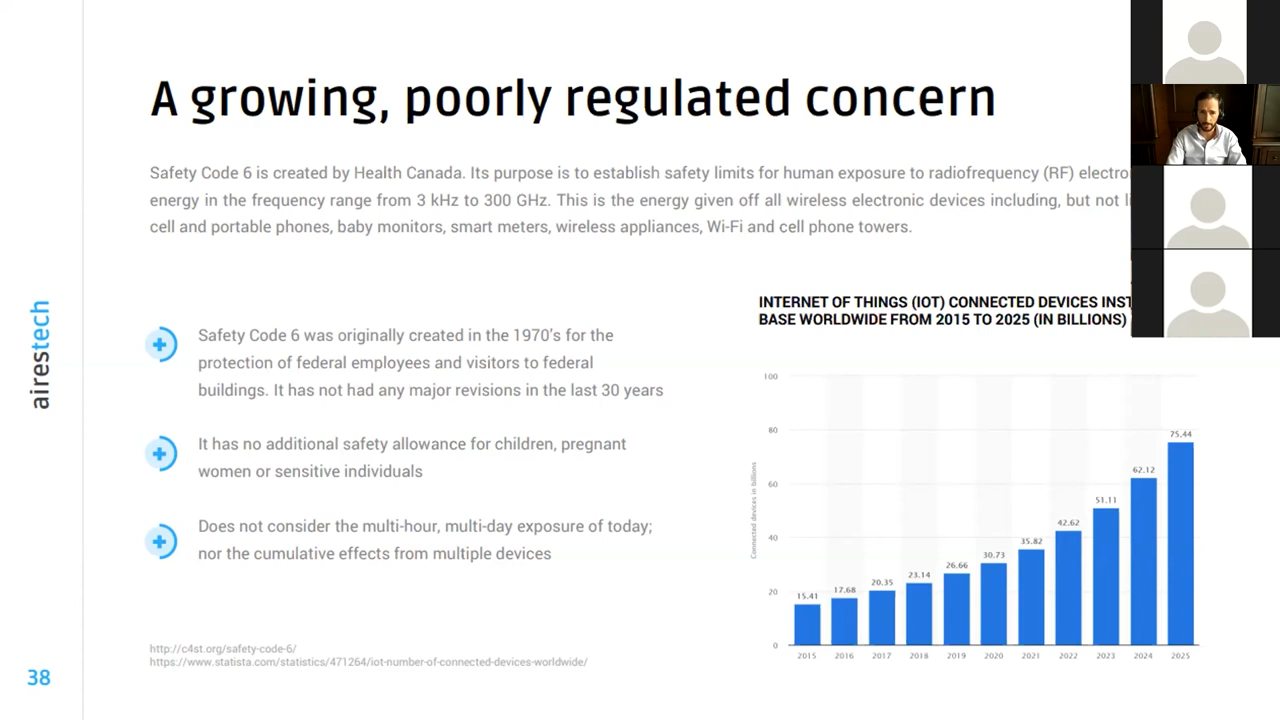 A growing, poorly regulated concern
Safety Code 6 is created by Health Canada. Its purpose is to establish safety limits for human exposure to radiofrequency (RF)
energy in the frequency range from 3 kHz to 300 GHz. This is the energy given off all wireless electronic devices including, but not
cell and portable phones, baby monitors, smart meters, wireless appliances, Wi-Fi and cell phone towers.
airestech
Safety Code 6 was originally created in the 1970's for the
protection of federal employees and visitors to federal
buildings. It has not had any major revisions in the last 30 years
It has no additional safety allowance for children, pregnant
women or sensitive individuals
Does not consider the multi-hour, multi-day exposure of today;
nor the cumulative effects from multiple devices
INTERNET OF THINGS (IOT) CONNECTED DEVICES
BASE WORLDWIDE FROM 2015 TO 2025 (IN BILLIONS)
Connected devices in billions
100
80
60
40
20
0
15.41
17.68
20.35
23.14
26.66
30.73
35.82
42.62
51.11
62.12
75.44
2015 2016 2017 2018 2019 2020 2021 2022 2023 2024 2025
http://c4st.org/safety-code-6/
https://www.statista.com/statistics/471264/iot-number-of-connected-devices-worldwide/
38